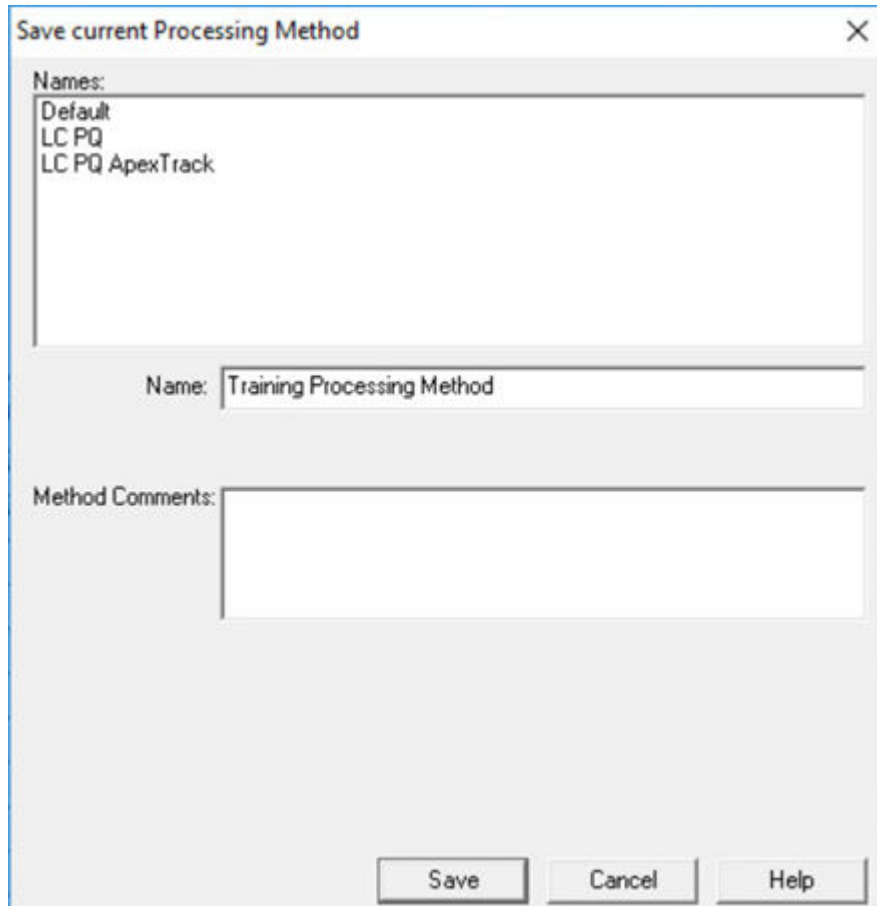 Save current Processing Method
Names:
Default
LC PQ
LC PQ ApexTrack
Name: Training Processing Method
Method Comments:
Save Cancel Help